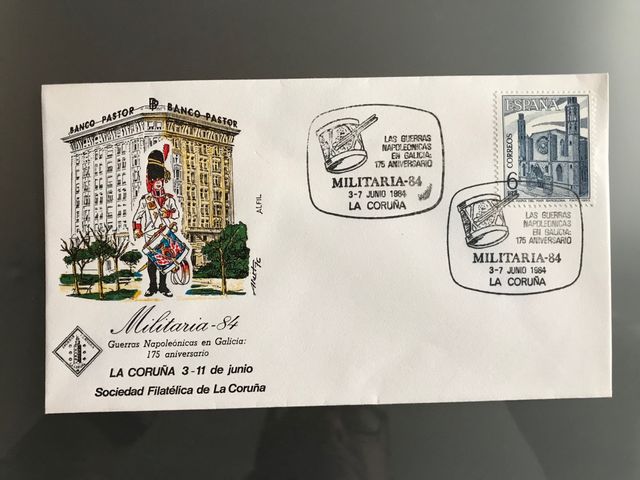 BANCO PASTOR BP BANCO PASTOR
ALFIL
Militaria-84
Guerras Napoleónicas en Galicia:
175 aniversario
LA CORUÑA 3-11 de junio
Sociedad Filatélica de La Coruña
LAS GUERRAS
NAPOLEONICAS
EN GALICIA:
175 ANIVERSARIO
MILITARIA-84
3-7 JUNIO 1984
LA CORUÑA
ESPAÑA
CORREOS
6
PTA
LAS GUERRAS
NAPOLEONICAS
EN GALICIA:
175 ANIVERSARIO
MILITARIA-84
3-7 JUNIO 1984
LA CORUÑA